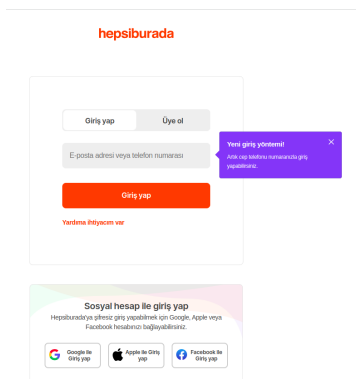 hepsiburada
Giriş yap
Üye ol
Yeni giriş yöntemi!
Artık cep telefonu numaranızla giriş
yapabilirsiniz.
E-posta adresi veya telefon numarası
Giriş yap
Yardıma ihtiyacım var
Sosyal hesap ile giriş yap
Hepsiburada'ya şifresiz giriş yapabilmek için Google, Apple veya
Facebook hesabınızı bağlayabilirsiniz.
Google ile
Giriş yap
Apple ile Giriş
yap
Facebook ile
Giriş yap